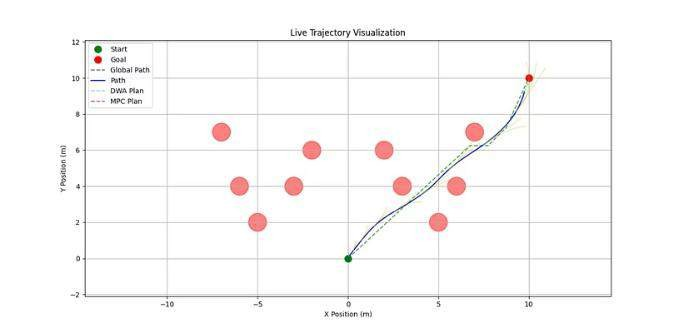 Live Trajectory Visualization
12
10
8
6
4
2
0
−2
Y Position (m)
Start
Goal
Global Path
Path
DWA Plan
MPC Plan
−10
−5
0
5
10
X Position (m)